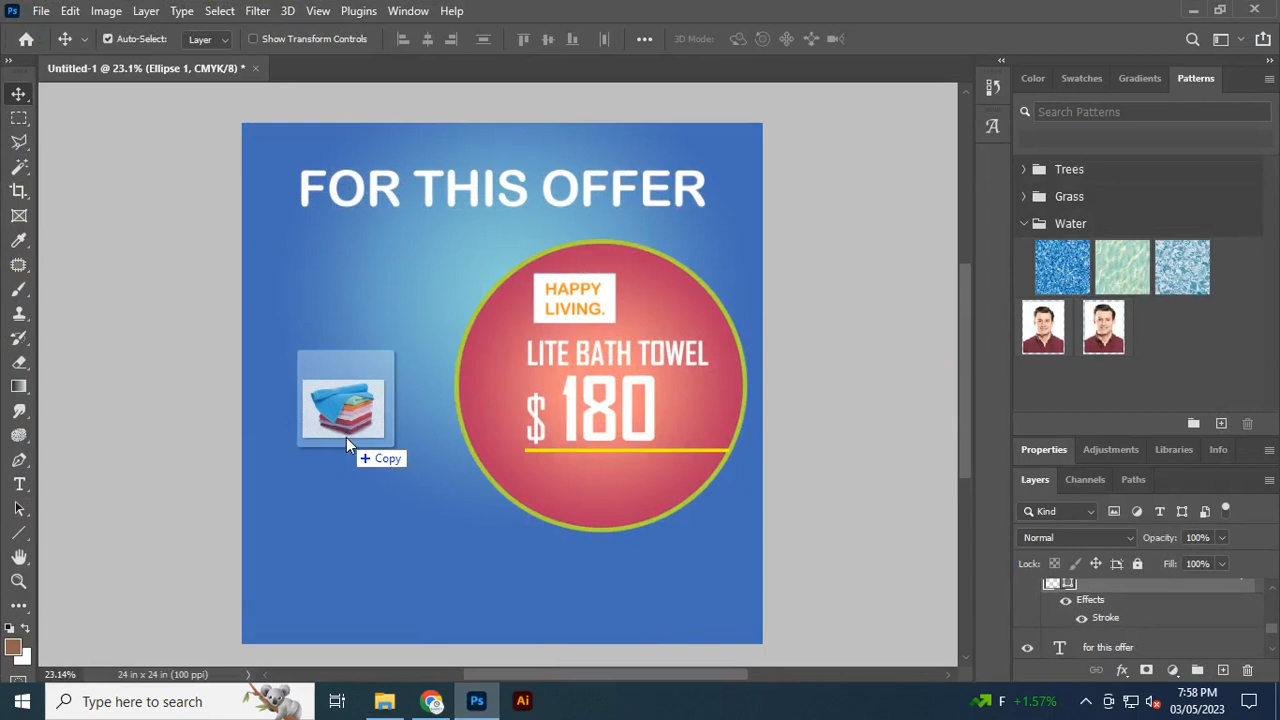 Ps File Edit Image Layer Type Select Filter 3D View Plugins Window Help
Auto-Select: Layer Show Transform Controls 3D Mode:
Untitled-1 @ 23.1% (Ellipse 1, CMYK/8) *
Color Swatches Gradients Patterns
Search Patterns
Trees
Grass
Water
FOR THIS OFFER
HAPPY
LIVING.
LITE BATH TOWEL
$ 180
Copy
Properties Adjustments Libraries Info
Layers Channels Paths
Kind
Normal Opacity: 100%
Lock: Fill: 100%
Effects
Stroke
for this offer
23.14% 24 in x 24 in (100 ppi)
Type here to search
Ps Ai
F +1.57%
7:58 PM
03/05/2023